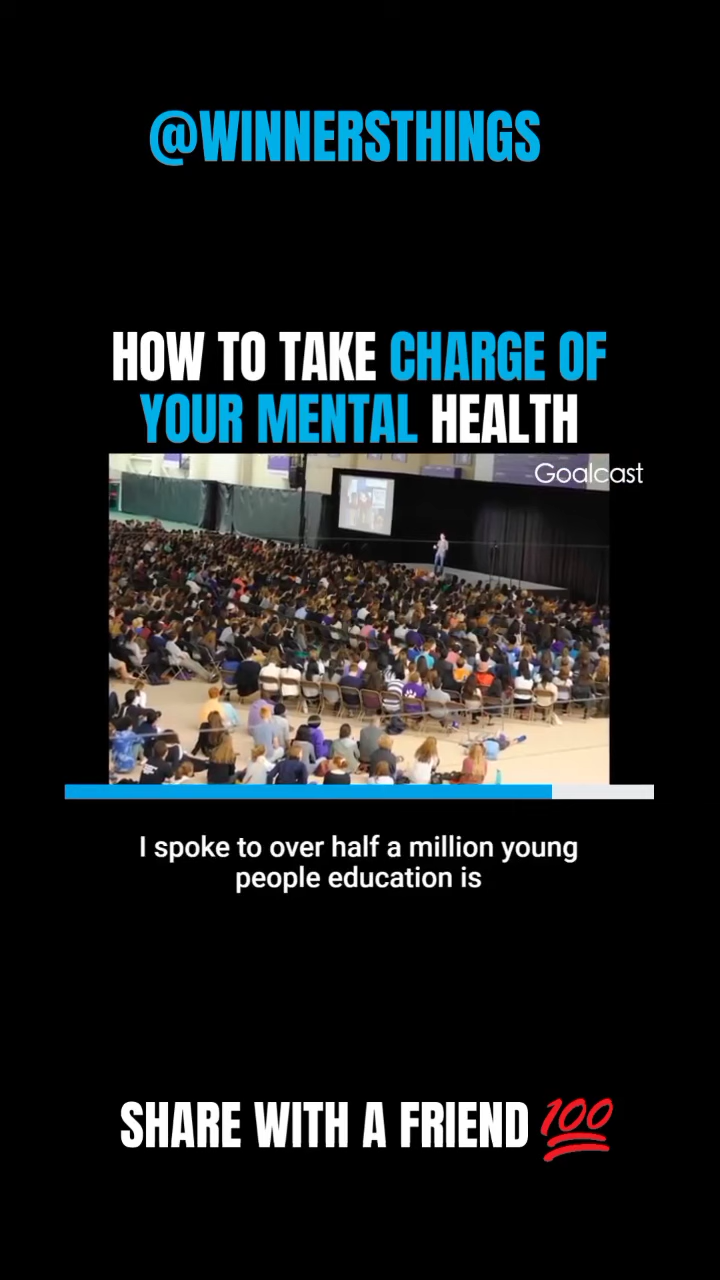 @WINNERSTHINGS
HOW TO TAKE CHARGE OF
YOUR MENTAL HEALTH
Goalcast
I spoke to over half a million young
people education is
SHARE WITH A FRIEND 💯